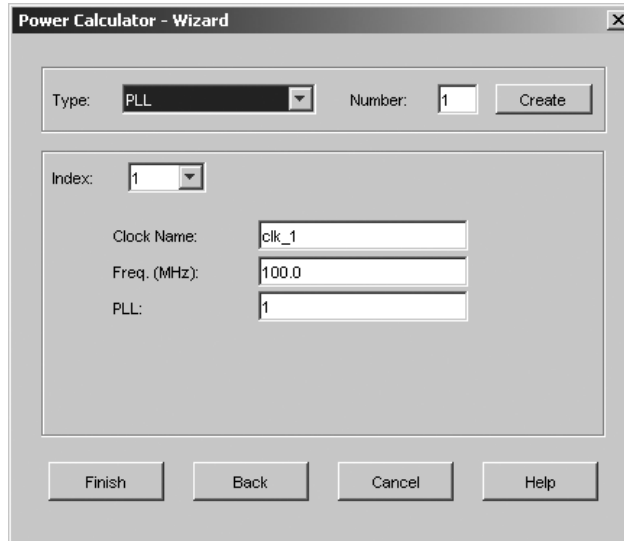 Power Calculator - Wizard
Type: PLL Number: 1 Create
Index: 1
Clock Name: clk_1
Freq. (MHz): 100.0
PLL: 1
Finish Back Cancel Help